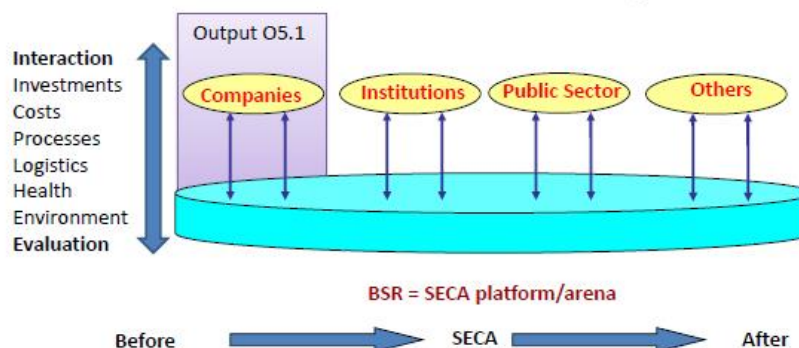 Output O5.1
Interaction
Investments
Costs
Processes
Logistics
Health
Environment
Evaluation
Companies
Institutions
Public Sector
Others
BSR = SECA platform/arena
Before
SECA
After